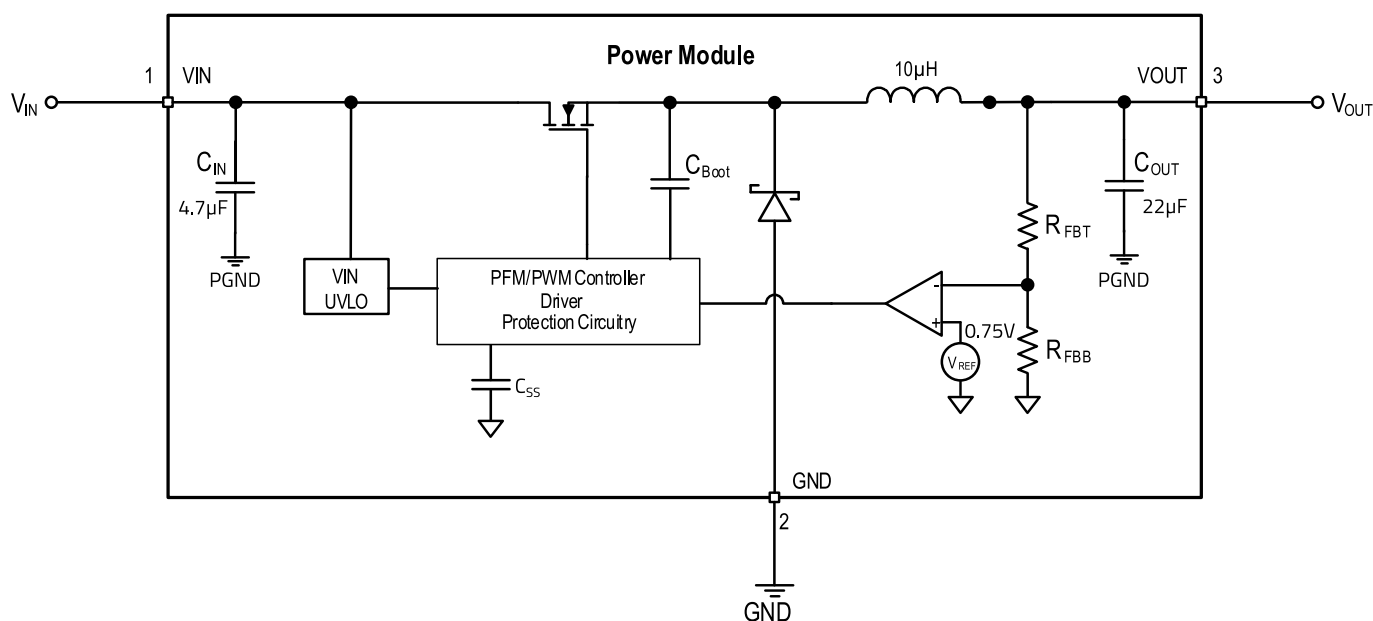 Power Module
1 VIN
10µH
VOUT 3
VIN
VOUT
CIN
4.7µF
PGND
CBoot
COUT
22µF
PGND
RFBT
VIN
UVLO
PFM/PWM Controller
Driver
Protection Circuitry
-
+
0.75V
VREF
RFBB
CSS
GND
2
GND